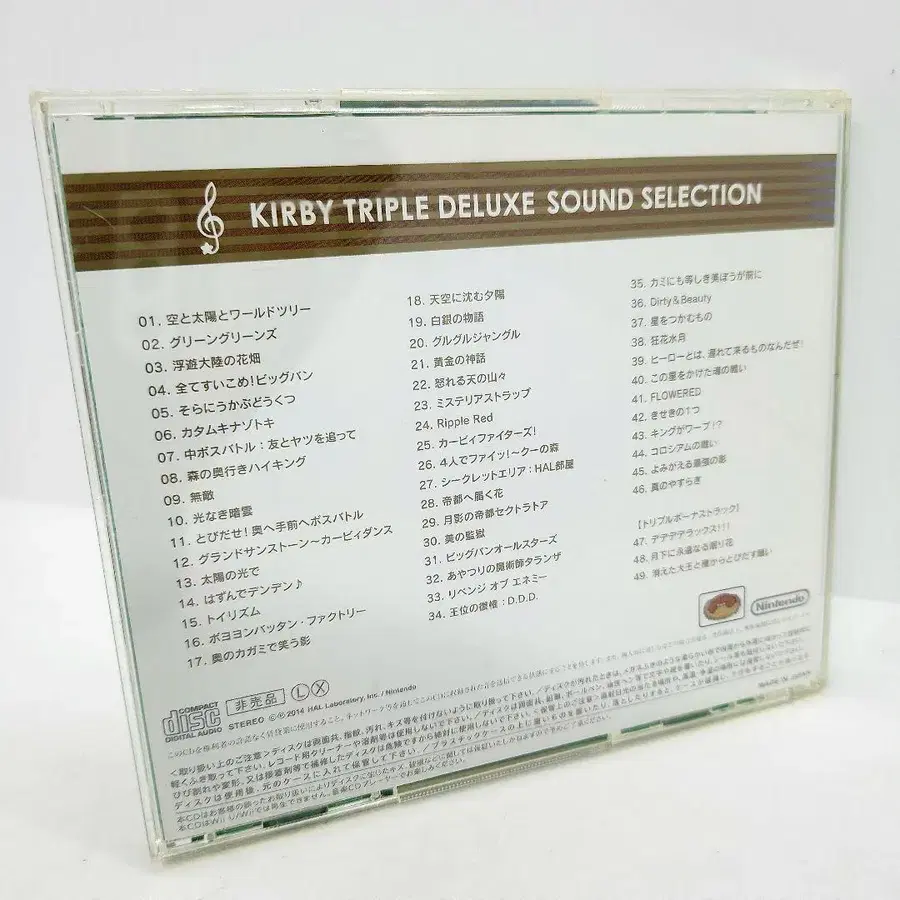 KIRBY TRIPLE DELUXE SOUND SELECTION
01. 空と太陽とワールドツリー
02. グリーングリーンズ
03. 浮遊大陸の花畑
04. 全てすいこめ!ビッグバン
05. そらにうかぶどうくつ
06. カタムキナゾトキ
07. 中ボスバトル:友とヤツを追って
08. 森の奥行きハイキング
09. 無敵
10. 光なき暗雲
11. とびだせ!奥へ手前へボスバトル
12. グランドサンストーン〜カービィダンス
13. 太陽の光で
14. はずんでデンデン♪
15. トイリズム
16. ボヨヨンバッタン・ファクトリー
17. 奥のカガミで笑う影
18. 天空に沈む夕陽
19. 白銀の物語
20. グルグルジャングル
21. 黄金の神話
22. 怒れる天の山々
23. ミステリアストラップ
24. Ripple Red
25. カービィファイターズ!
26. 4人でファイッ!〜クーの森
27. シークレットエリア:HAL部屋
28. 帝都へ届く花
29. 月影の帝都セクトラトア
30. 美の監獄
31. ビッグバンオールスターズ
32. あやつりの魔術師タランザ
33. リベンジ オブ エネミー
34. 王位の復権:D.D.D.
35. カミにも等しき美ぼうが前に
36. Dirty&Beauty
37. 星をつかむもの
38. 狂花水月
39. ヒーローとは、遅れて来るものなんだぜ!
40. この星をかけた魂の戦い
41. FLOWERED
42. きせきの1つ
43. キングがワープ!?
44. コロシアムの戦い
45. よみがえる最強の影
46. 真のやすらぎ
【トリプルボーナストラック】
47. デデデデラックス!!!
48. 月下に永遠なる眠り花
49. 消えた大王と渡からとびだす願い
Nintendo
COMPACT disc DIGITAL AUDIO
非売品 L X
STEREO ©℗2014 HAL Laboratory, Inc. / Nintendo
MADE IN JAPAN